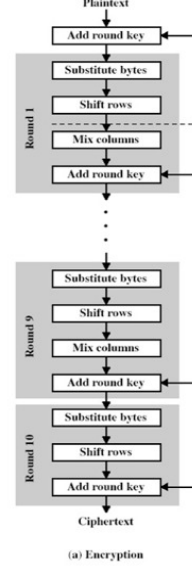 Plaintext
Add round key
Round 1
Substitute bytes
Shift rows
Mix columns
Add round key
Round 9
Substitute bytes
Shift rows
Mix columns
Add round key
Round 10
Substitute bytes
Shift rows
Add round key
Ciphertext
(a) Encryption